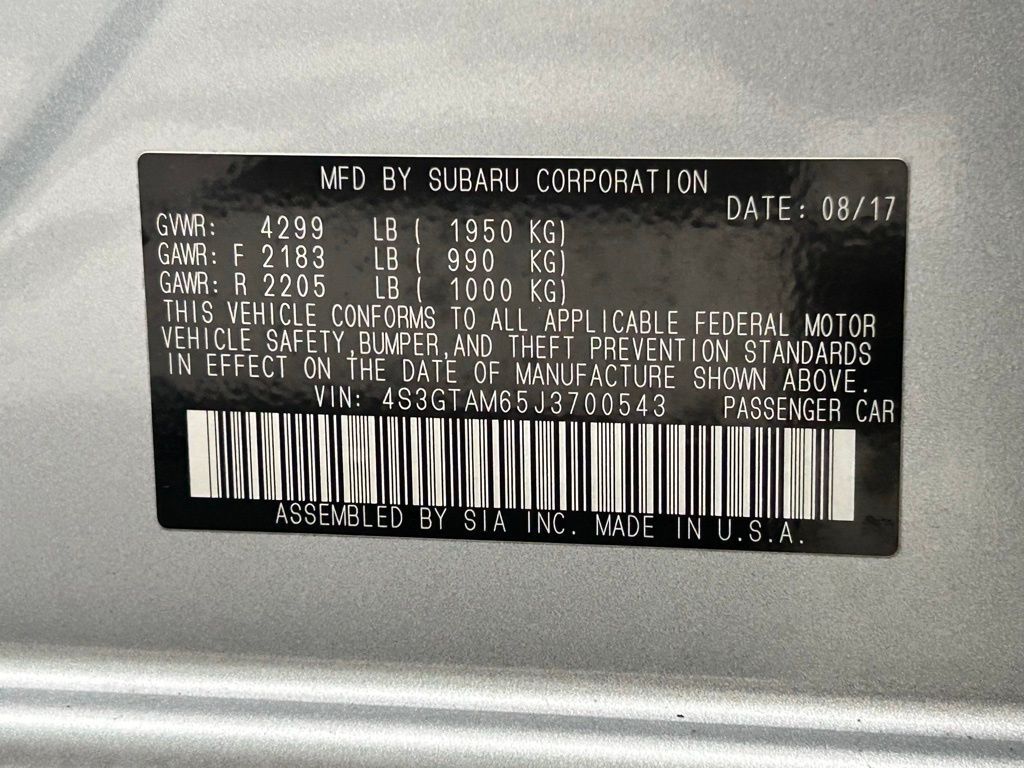 MFD BY SUBARU CORPORATION
DATE: 08/17
GVWR: 4299 LB ( 1950 KG)
GAWR: F 2183 LB ( 990 KG)
GAWR: R 2205 LB ( 1000 KG)
THIS VEHICLE CONFORMS TO ALL APPLICABLE FEDERAL MOTOR
VEHICLE SAFETY,BUMPER,AND THEFT PREVENTION STANDARDS
IN EFFECT ON THE DATE OF MANUFACTURE SHOWN ABOVE.
VIN: 4S3GTAM65J3700543 PASSENGER CAR
ASSEMBLED BY SIA INC. MADE IN U.S.A.